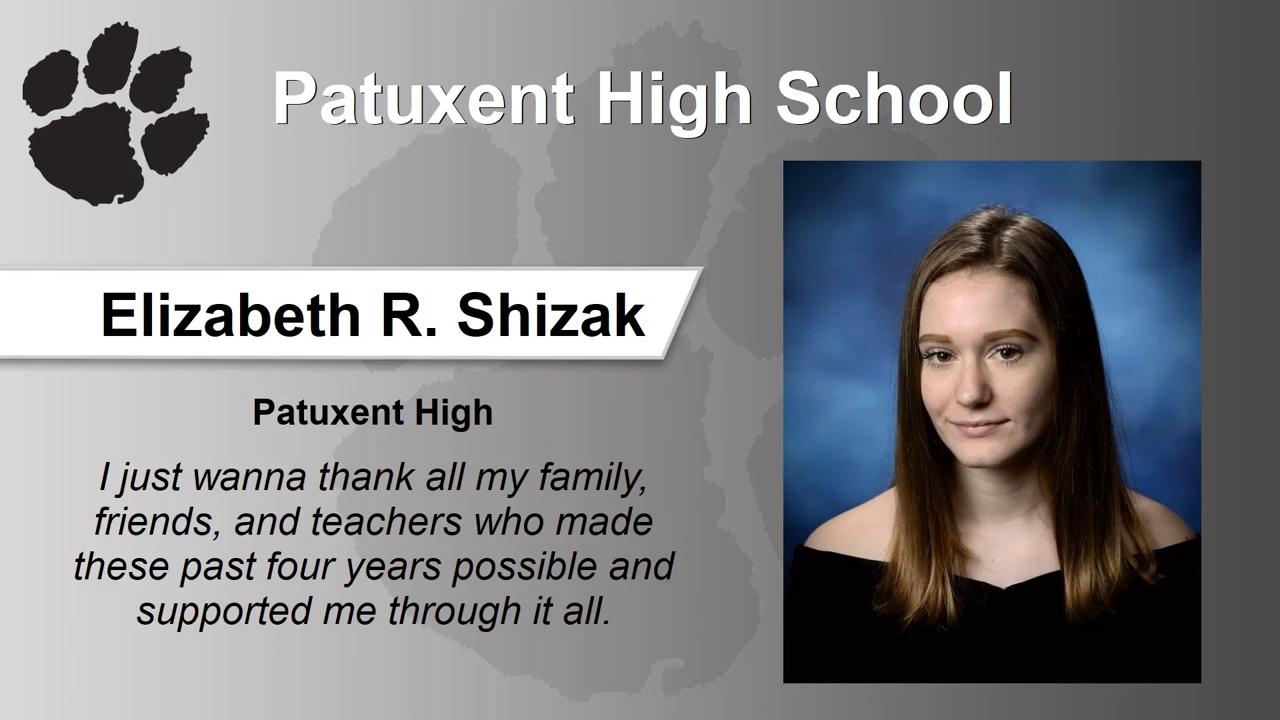 Patuxent High School
Elizabeth R. Shizak
Patuxent High
I just wanna thank all my family,
friends, and teachers who made
these past four years possible and
supported me through it all.